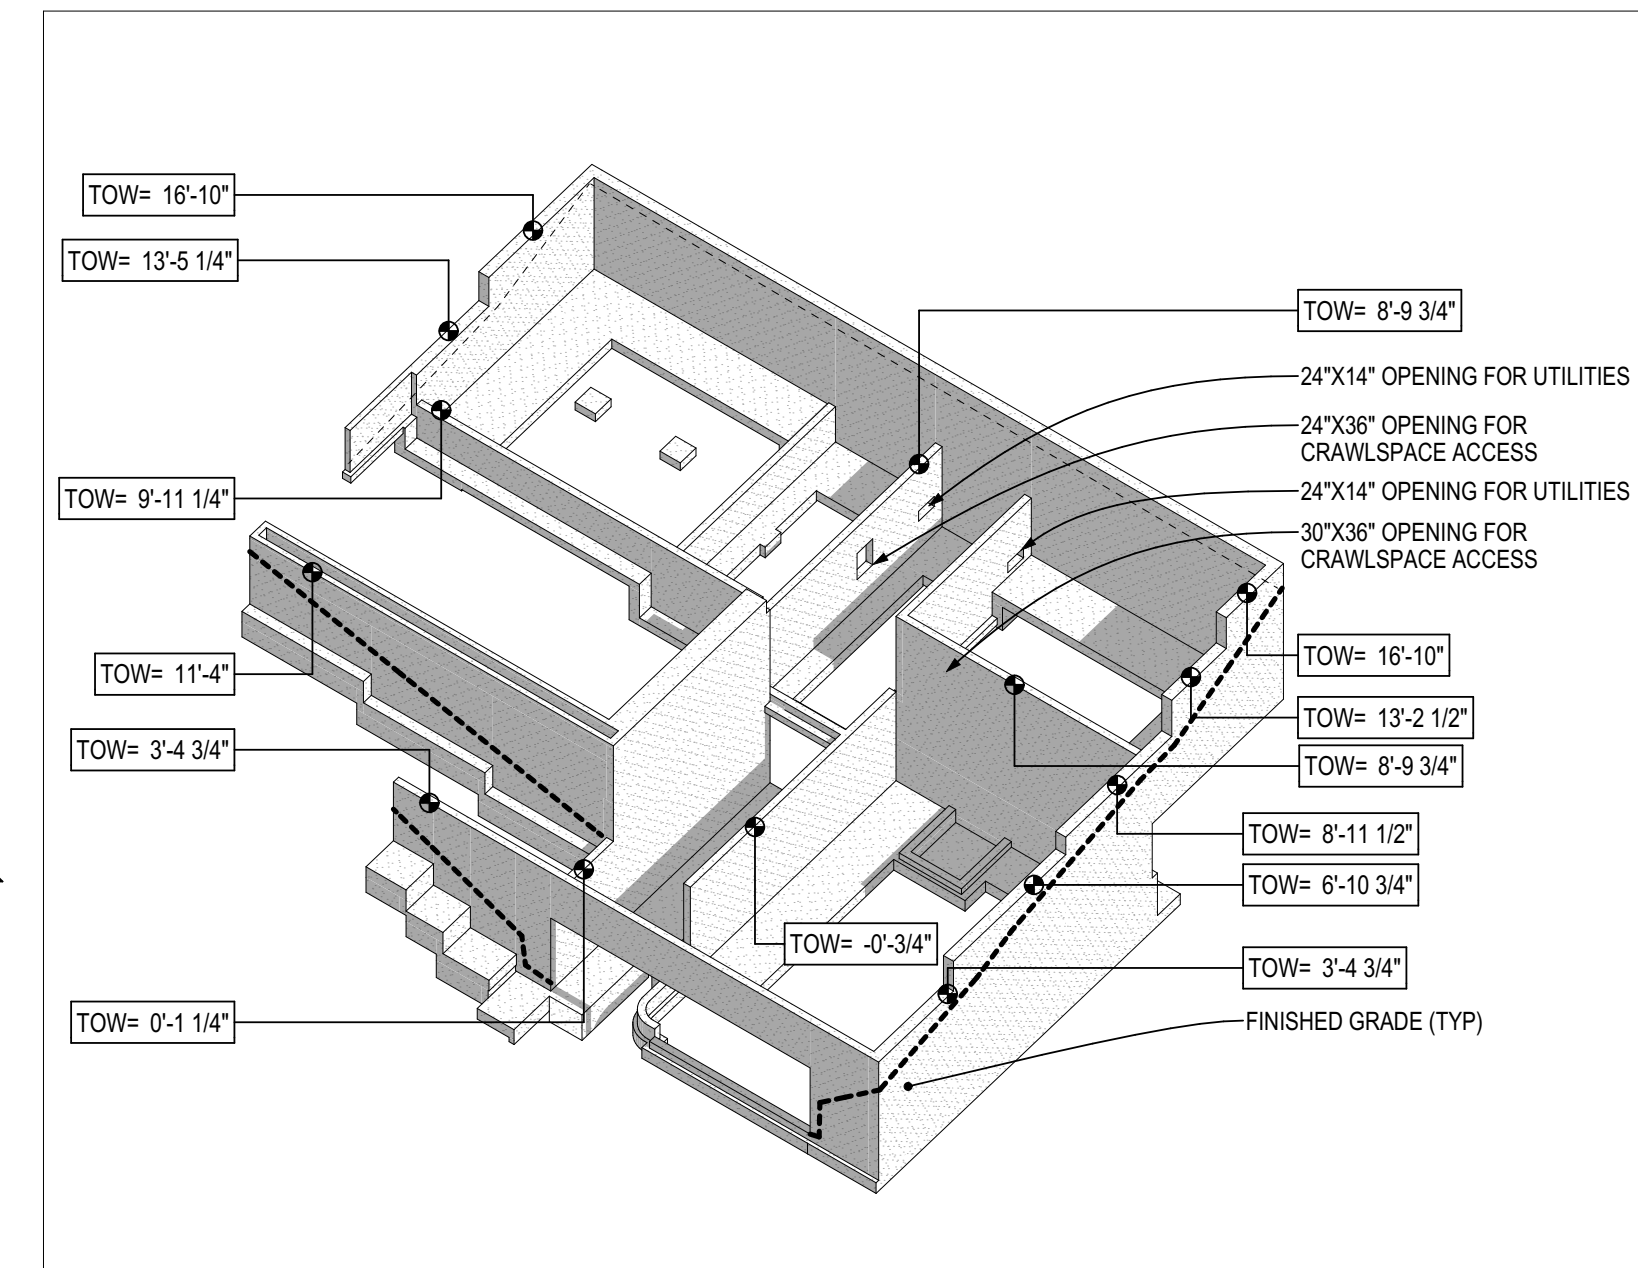 TOW= 16'-10"
TOW= 13'-5 1/4"
TOW= 9'-11 1/4"
TOW= 11'-4"
TOW= 3'-4 3/4"
TOW= 0'-1 1/4"
TOW= 8'-9 3/4"
24"X14" OPENING FOR UTILITIES
24"X36" OPENING FOR
CRAWLSPACE ACCESS
24"X14" OPENING FOR UTILITIES
30"X36" OPENING FOR
CRAWLSPACE ACCESS
TOW= 16'-10"
TOW= 13'-2 1/2"
TOW= 8'-9 3/4"
TOW= 8'-11 1/2"
TOW= 6'-10 3/4"
TOW= -0'-3/4"
TOW= 3'-4 3/4"
FINISHED GRADE (TYP)